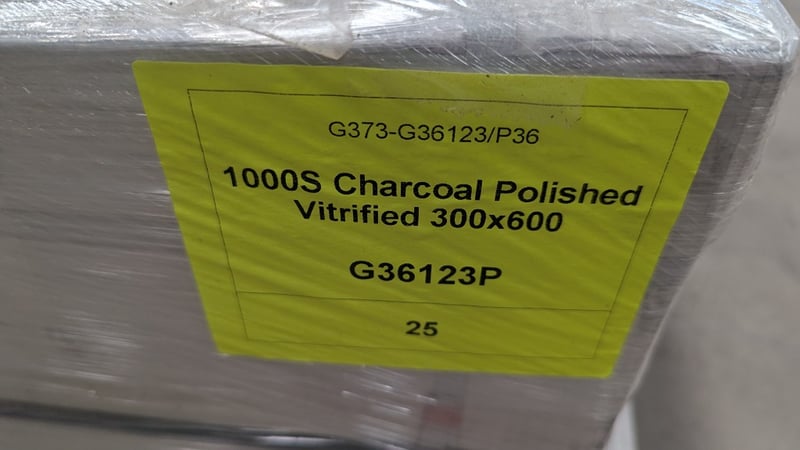 G373-G36123/P36
1000S Charcoal Polished
Vitrified 300x600
G36123P
25